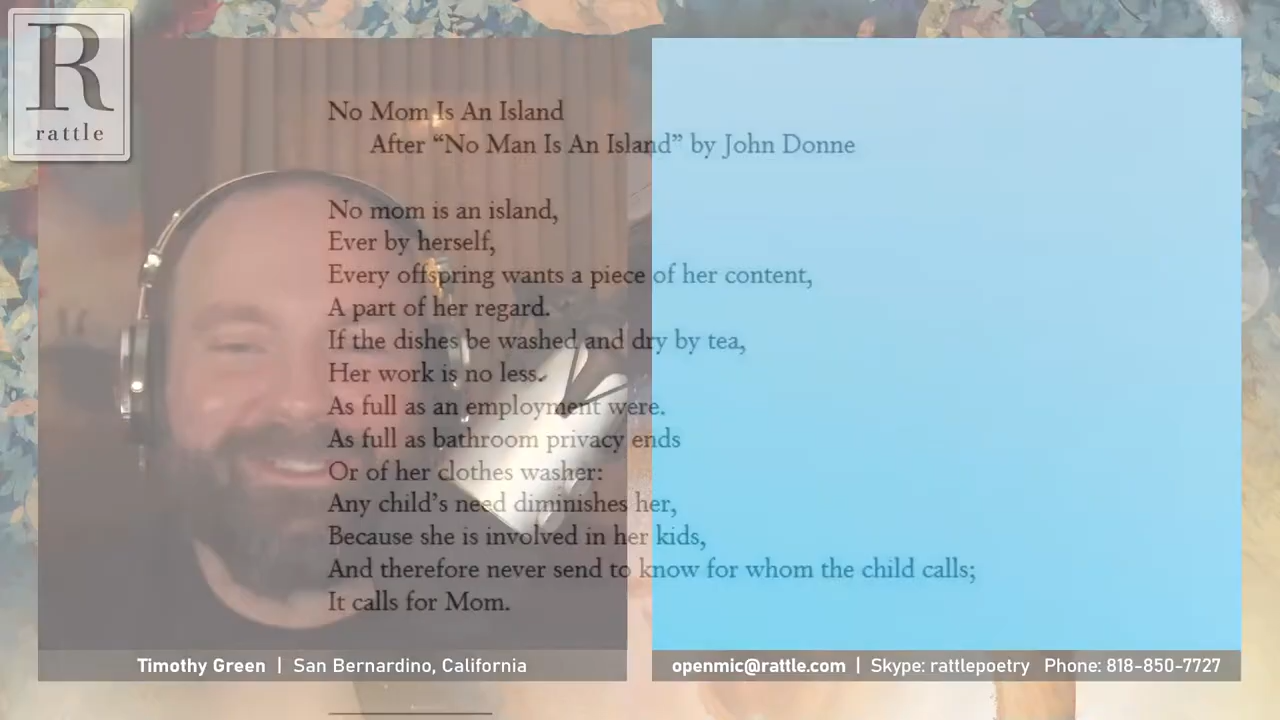 R
rattle
No Mom Is An Island
After “No Man Is An Island” by John Donne
No mom is an island,
Ever by herself,
Every offspring wants a piece of her content,
A part of her regard.
If the dishes be washed and dry by tea,
Her work is no less.
As full as an employment were.
As full as bathroom privacy ends
Or of her clothes washer:
Any child’s need diminishes her,
Because she is involved in her kids,
And therefore never send to know for whom the child calls;
It calls for Mom.
Timothy Green | San Bernardino, California
openmic@rattle.com | Skype: rattlepoetry Phone: 818-850-7727